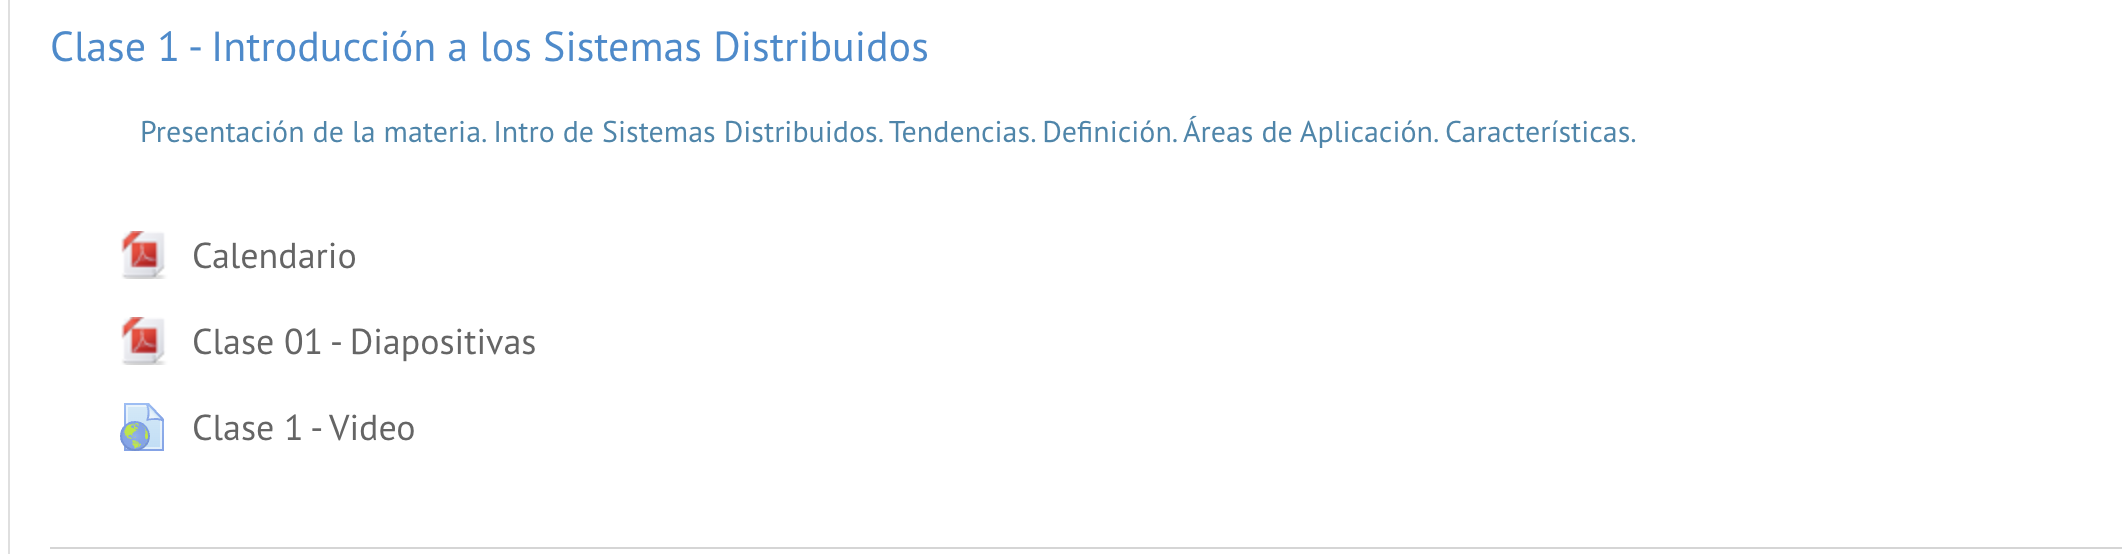 Clase 1 - Introducción a los Sistemas Distribuidos
Presentación de la materia. Intro de Sistemas Distribuidos. Tendencias. Definición. Áreas de Aplicación. Características.
Calendario
Clase 01 - Diapositivas
Clase 1 - Video